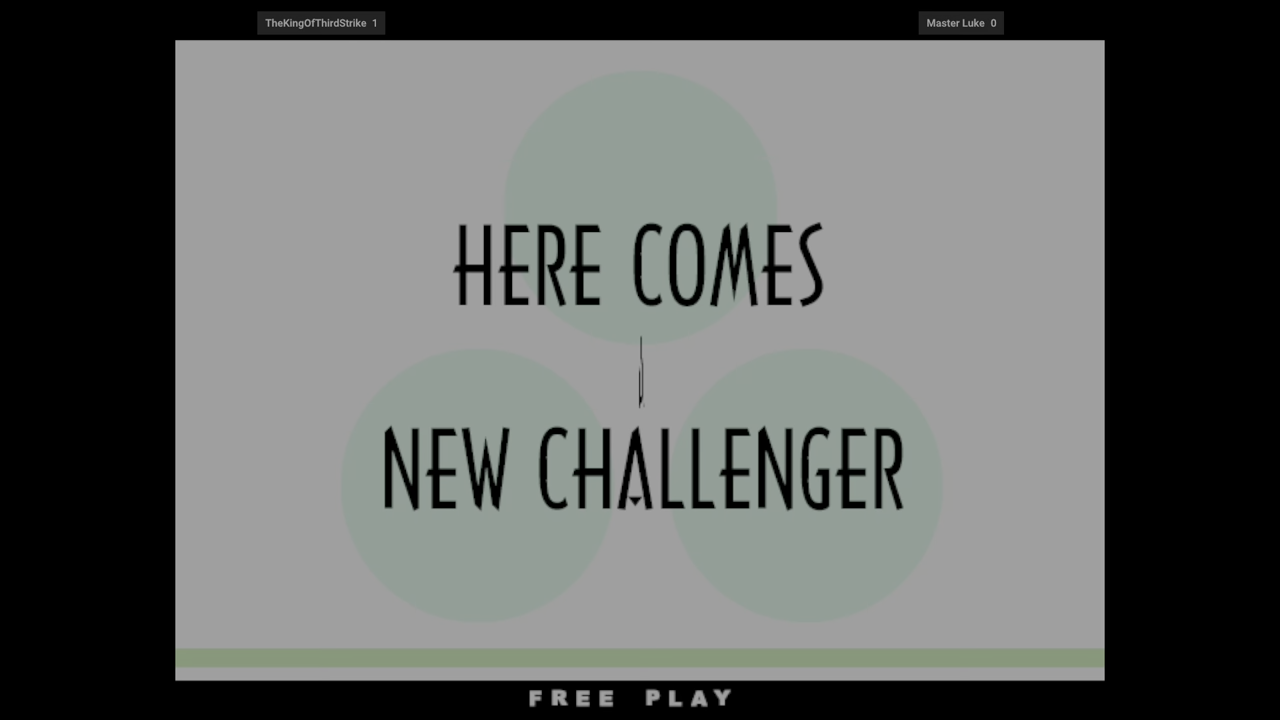 TheKingOfThirdStrike 1
Master Luke 0
HERE COMES
NEW CHALLENGER
FREE PLAY